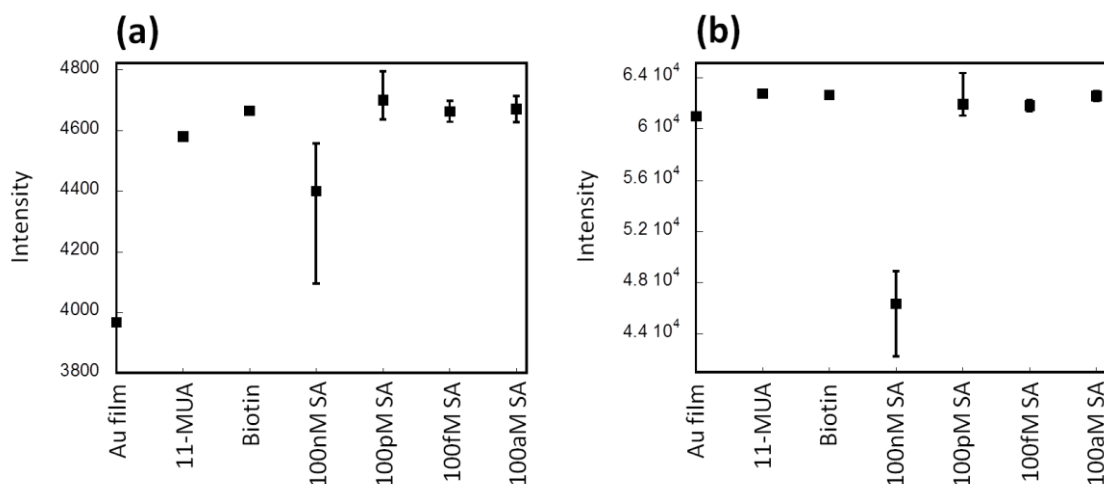 (a)
4800
4600
4400
4200
4000
3800
Intensity
Au film
11-MUA
Biotin
100nM SA
100pM SA
100fM SA
100aM SA
(b)
6.4 10⁴
6 10⁴
5.6 10⁴
5.2 10⁴
4.8 10⁴
4.4 10⁴
Intensity
Au film
11-MUA
Biotin
100nM SA
100pM SA
100fM SA
100aM SA